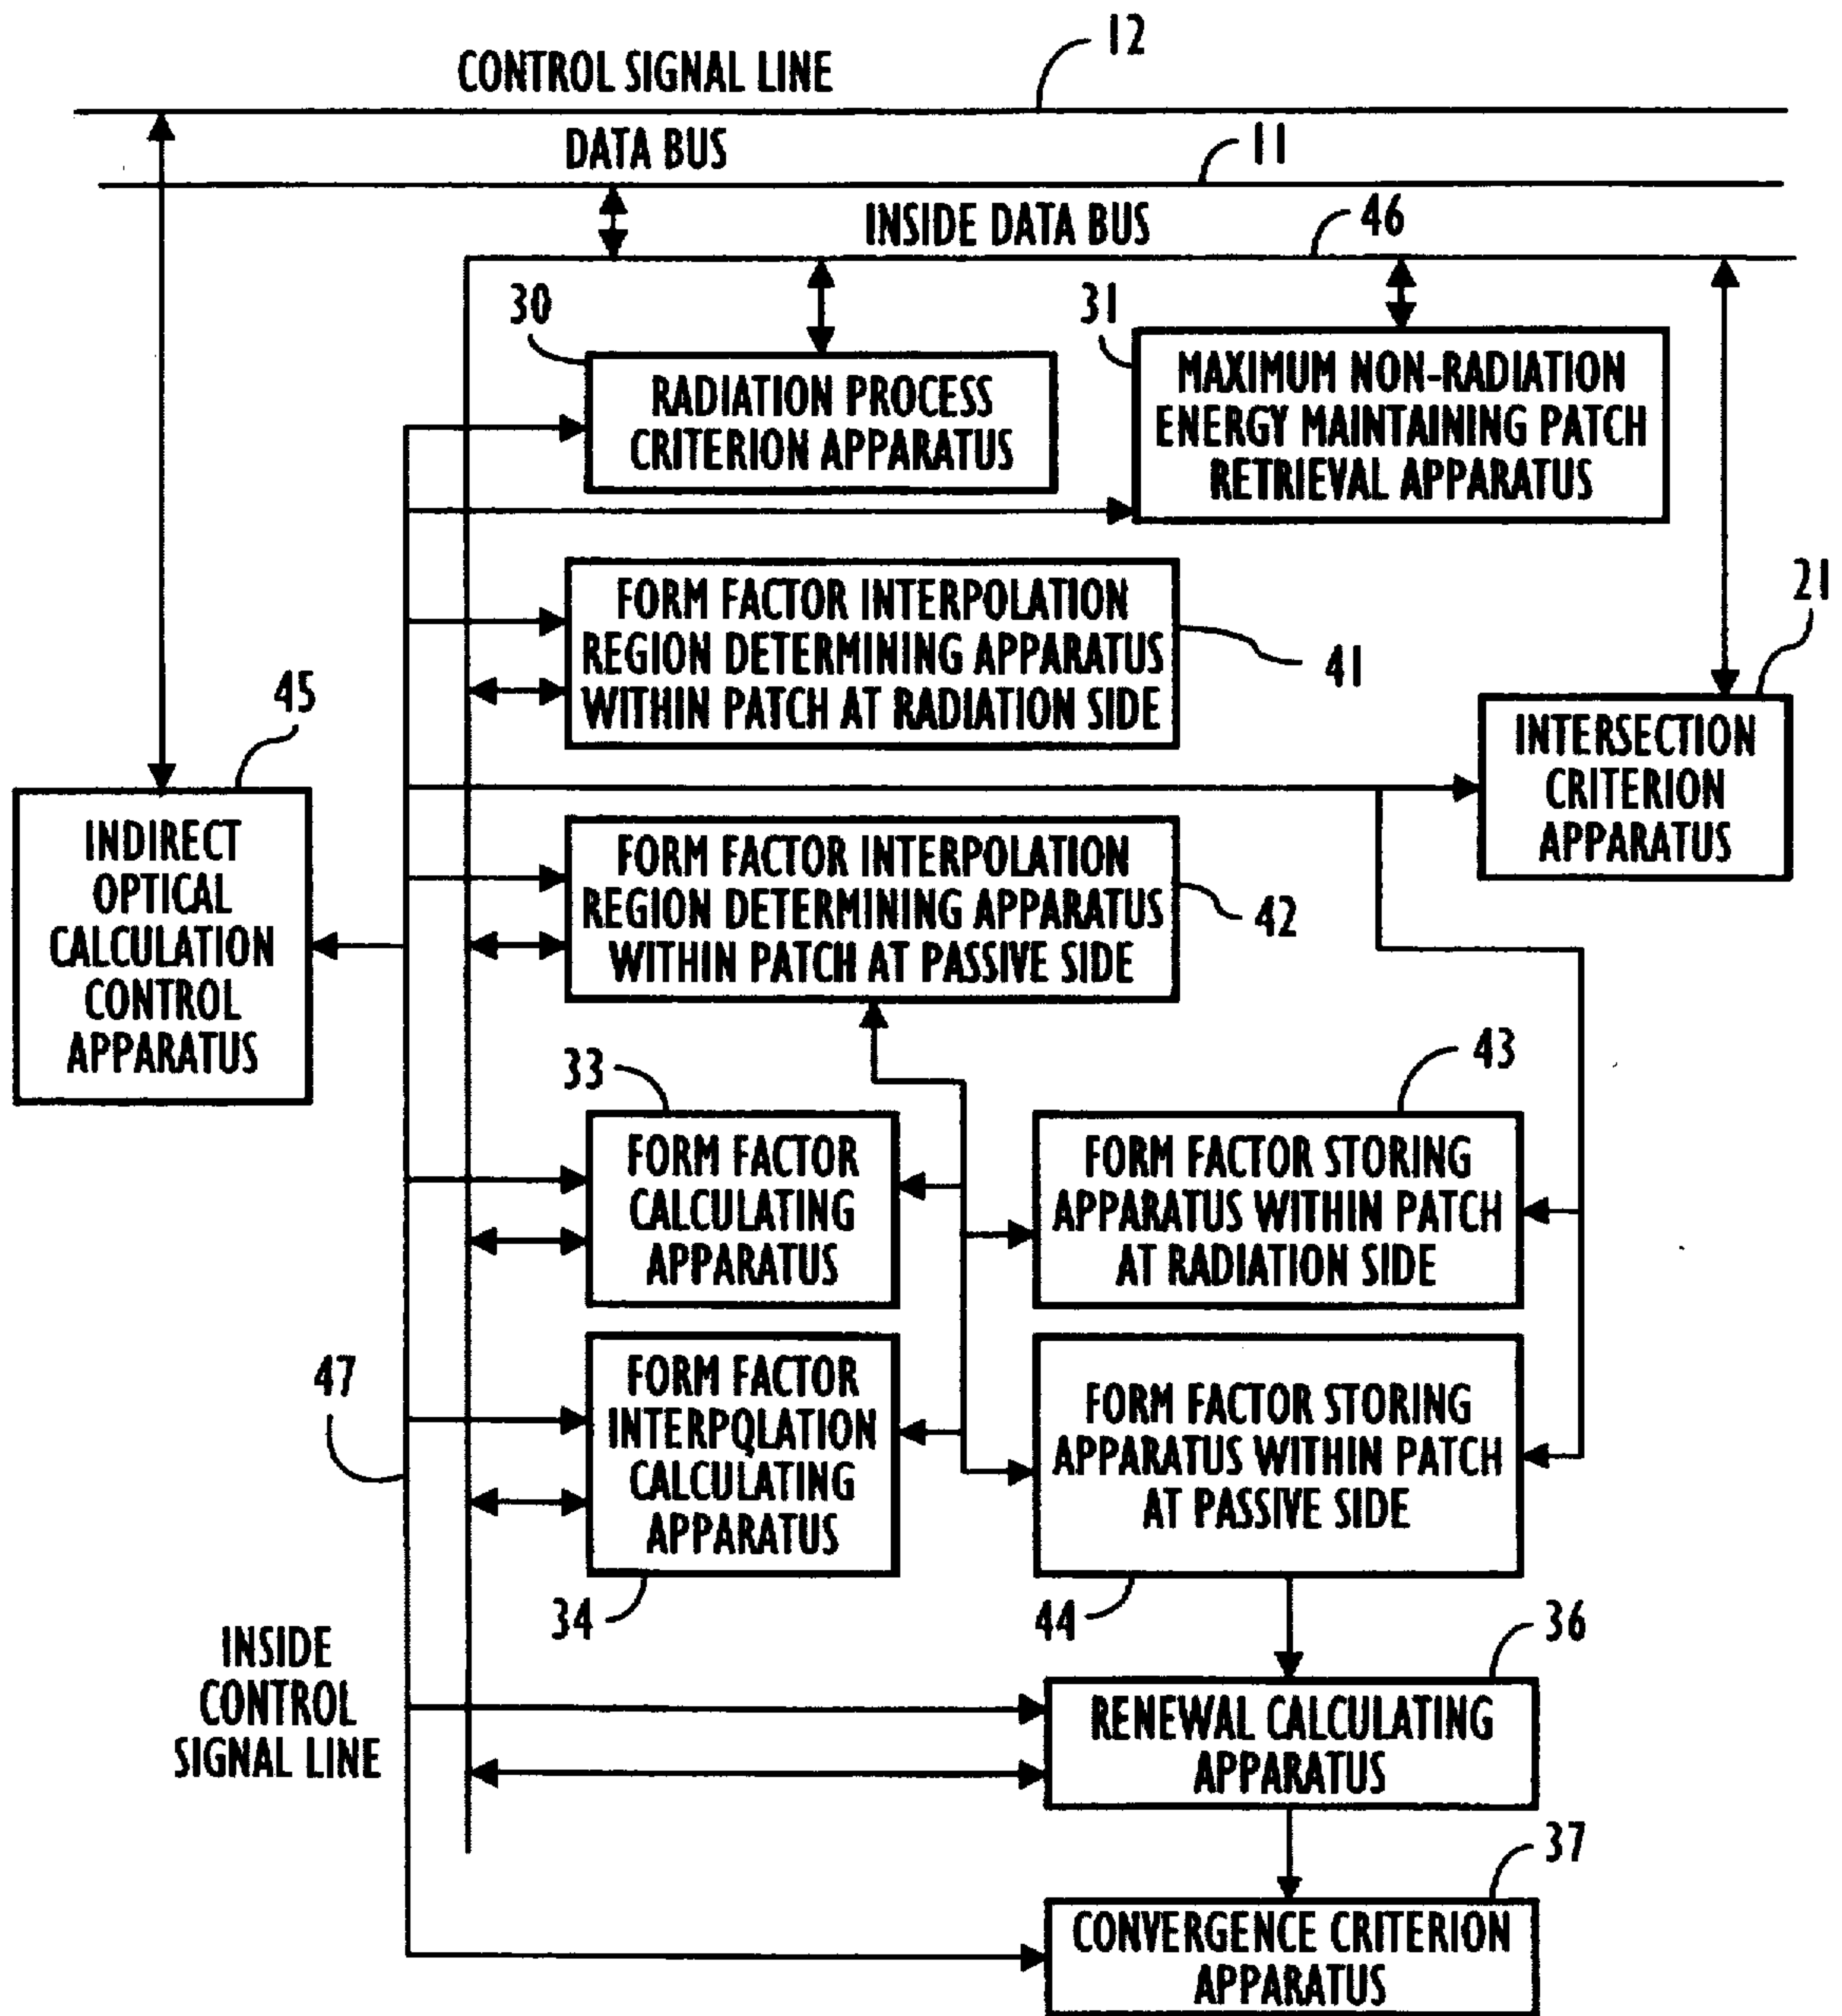 12
CONTROL SIGNAL LINE
DATA BUS
11
INSIDE DATA BUS
46
30
31
RADIATION PROCESS
CRITERION APPARATUS
MAXIMUM NON-RADIATION
ENERGY MAINTAINING PATCH
RETRIEVAL APPARATUS
FORM FACTOR INTERPOLATION
REGION DETERMINING APPARATUS
WITHIN PATCH AT RADIATION SIDE
41
21
INTERSECTION
CRITERION
APPARATUS
45
INDIRECT
OPTICAL
CALCULATION
CONTROL
APPARATUS
FORM FACTOR INTERPOLATION
REGION DETERMINING APPARATUS
WITHIN PATCH AT PASSIVE SIDE
42
33
FORM FACTOR
CALCULATING
APPARATUS
43
FORM FACTOR STORING
APPARATUS WITHIN PATCH
AT RADIATION SIDE
47
FORM FACTOR
INTERPOLATION
CALCULATING
APPARATUS
34
FORM FACTOR STORING
APPARATUS WITHIN PATCH
AT PASSIVE SIDE
44
INSIDE
CONTROL
SIGNAL LINE
36
RENEWAL CALCULATING
APPARATUS
37
CONVERGENCE CRITERION
APPARATUS